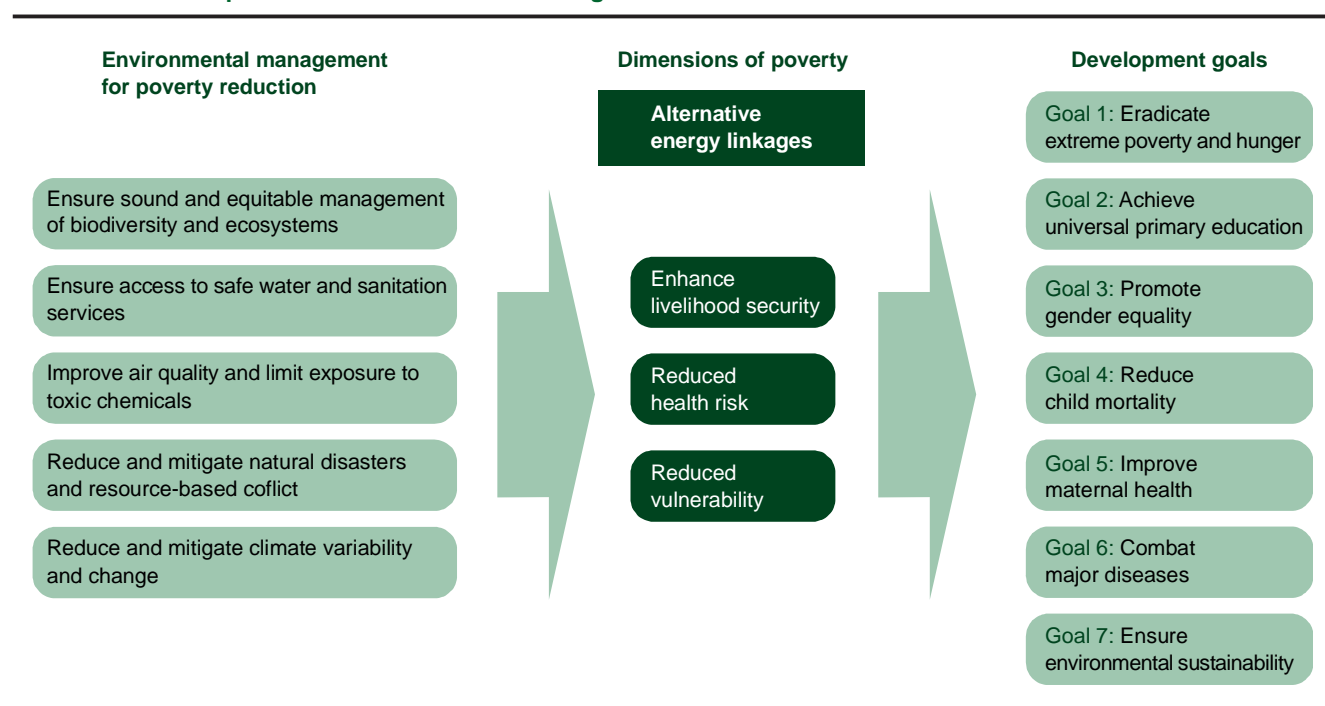 Environmental management
for poverty reduction
Ensure sound and equitable management
of biodiversity and ecosystems
Ensure access to safe water and sanitation
services
Improve air quality and limit exposure to
toxic chemicals
Reduce and mitigate natural disasters
and resource-based coflict
Reduce and mitigate climate variability
and change
Dimensions of poverty
Alternative
energy linkages
Enhance
livelihood security
Reduced
health risk
Reduced
vulnerability
Development goals
Goal 1: Eradicate
extreme poverty and hunger
Goal 2: Achieve
universal primary education
Goal 3: Promote
gender equality
Goal 4: Reduce
child mortality
Goal 5: Improve
maternal health
Goal 6: Combat
major diseases
Goal 7: Ensure
environmental sustainability